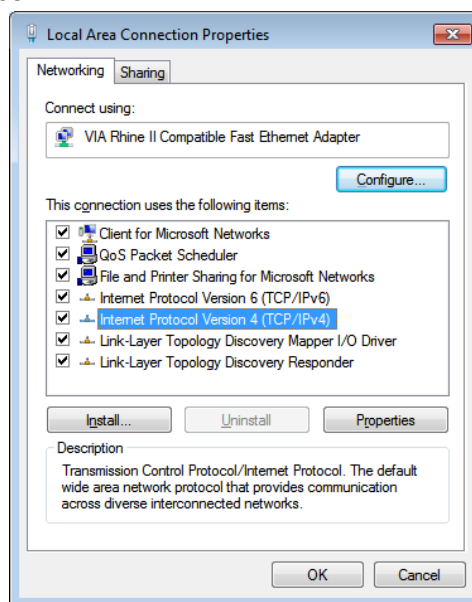 Local Area Connection Properties
Networking
Sharing
Connect using:
VIA Rhine II Compatible Fast Ethernet Adapter
Configure...
This connection uses the following items:
Client for Microsoft Networks
QoS Packet Scheduler
File and Printer Sharing for Microsoft Networks
Internet Protocol Version 6 (TCP/IPv6)
Internet Protocol Version 4 (TCP/IPv4)
Link-Layer Topology Discovery Mapper I/O Driver
Link-Layer Topology Discovery Responder
Install...
Uninstall
Properties
Description
Transmission Control Protocol/Internet Protocol. The default
wide area network protocol that provides communication
across diverse interconnected networks.
OK
Cancel